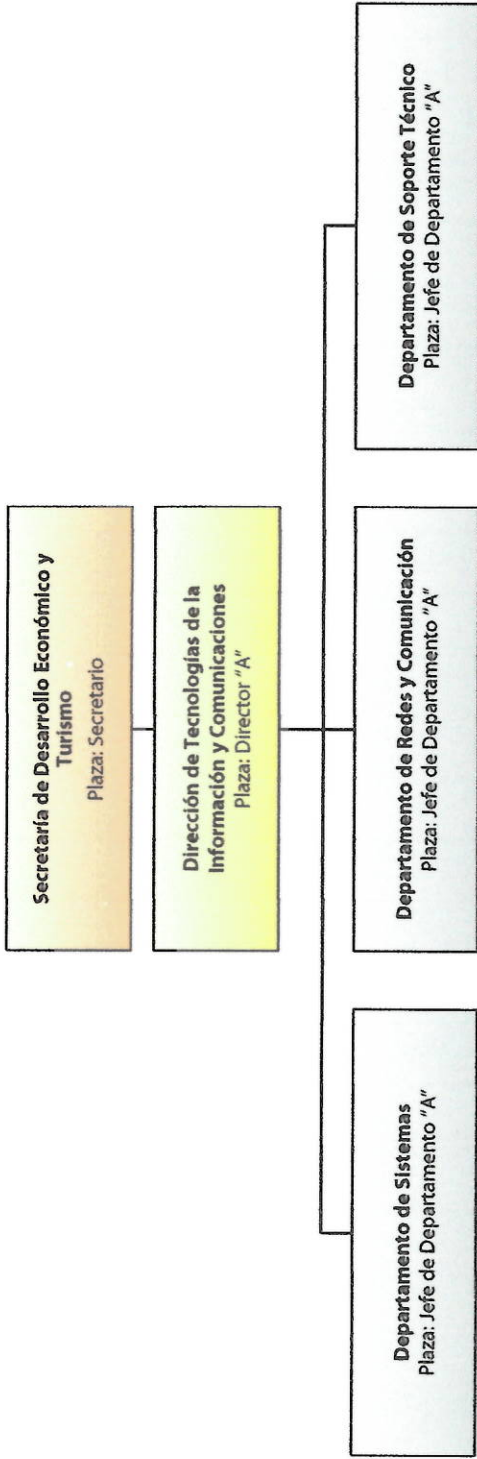 Secretaría de Desarrollo Económico y
Turismo
Plaza: Secretario
Dirección de Tecnologías de la
Información y Comunicaciones
Plaza: Director "A"
Departamento de Sistemas
Plaza: Jefe de Departamento "A"
Departamento de Redes y Comunicación
Plaza: Jefe de Departamento "A"
Departamento de Soporte Técnico
Plaza: Jefe de Departamento "A"